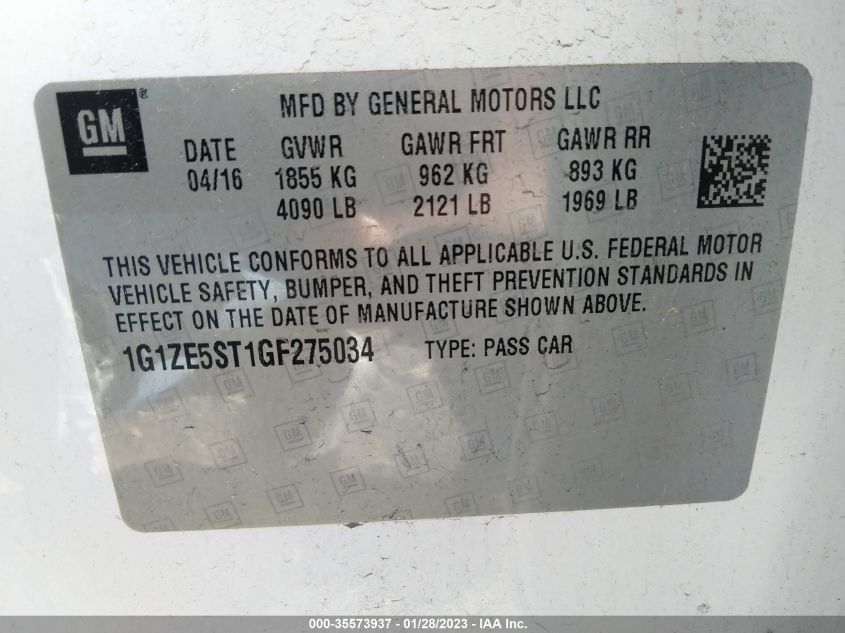 GM ®
MFD BY GENERAL MOTORS LLC
DATE GVWR GAWR FRT GAWR RR
04/16 1855 KG 962 KG 893 KG
4090 LB 2121 LB 1969 LB
THIS VEHICLE CONFORMS TO ALL APPLICABLE U.S. FEDERAL MOTOR
VEHICLE SAFETY, BUMPER, AND THEFT PREVENTION STANDARDS IN
EFFECT ON THE DATE OF MANUFACTURE SHOWN ABOVE.
1G1ZE5ST1GF275034 TYPE: PASS CAR
000-35573937 - 01/28/2023 - IAA Inc.